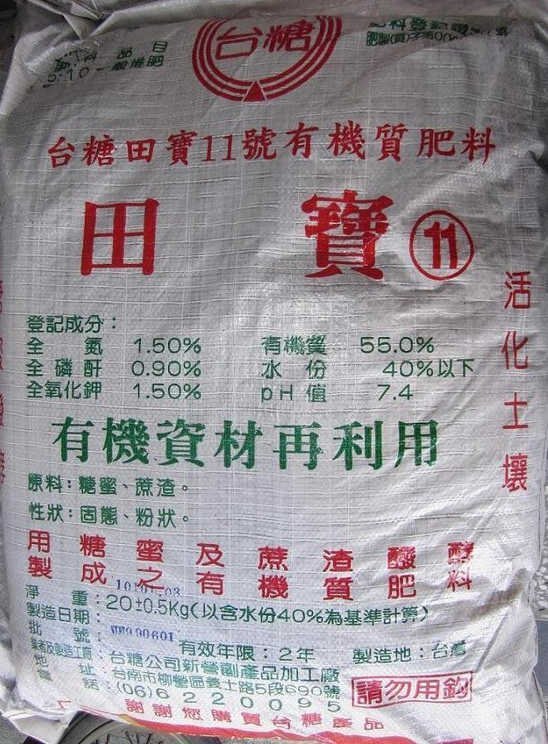 台糖
台糖田寶11號有機質肥料
田寶⑪
活化土壤
登記成分：
全氮 1.50% 有機質 55.0%
全磷酐 0.90% 水份 40%以下
全氧化鉀 1.50% pH值 7.4
有機資材再利用
原料：糖蜜、蔗渣。
性狀：固態、粉狀。
用糖蜜及蔗渣醱酵
製成之有機質肥料
淨重：20±0.5Kg(以含水份40%為基準計算)
製造日期：
批號： 有效年限：2年 製造地：台灣
台糖公司新營副產品加工廠
地址：台南市柳營區義士路5段690號
電話：(06)6220095 請勿用鈎
謝謝您購買台糖產品